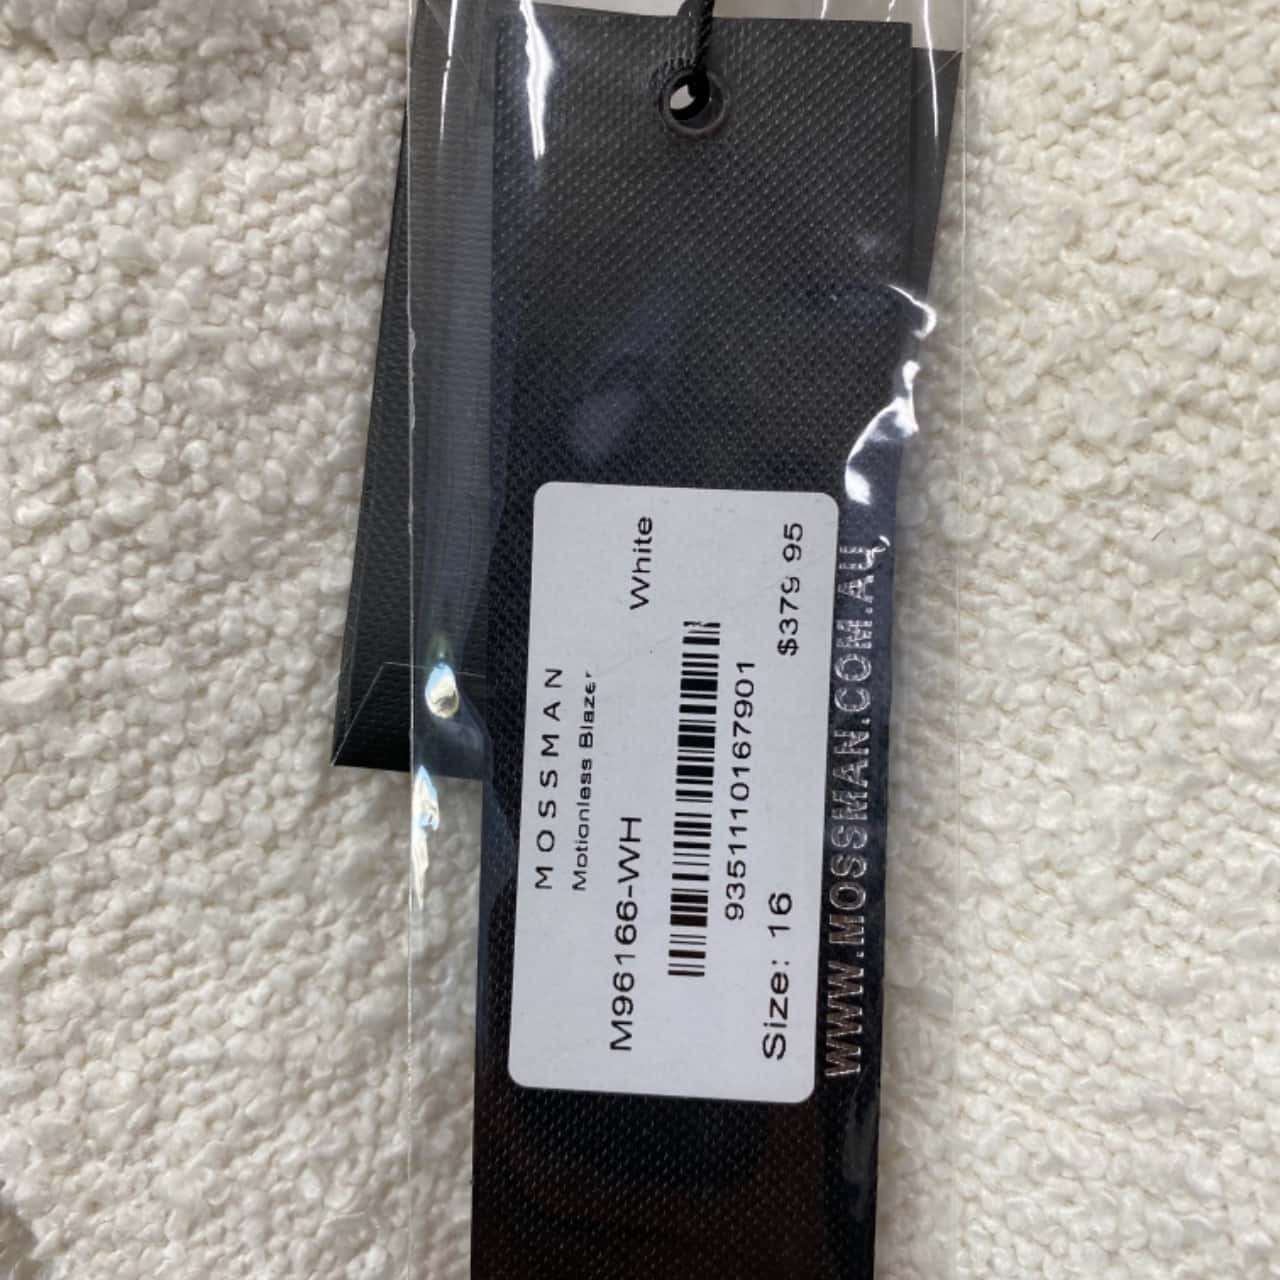 MOSSMAN
Motionless Blazer
M96166-WH White
9351110167901
Size: 16 $379 95
WWW.MOSSMAN.COM.AU